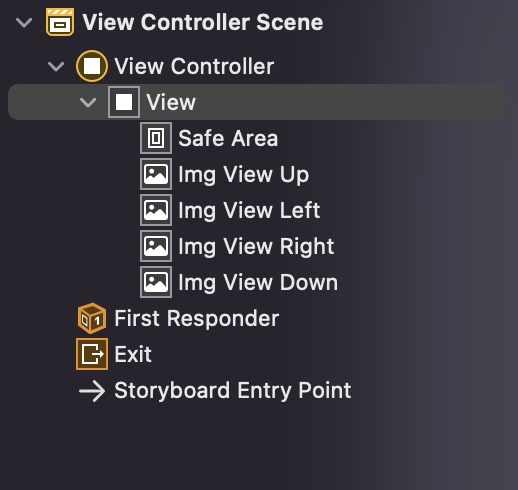 View Controller Scene
View Controller
View
Safe Area
Img View Up
Img View Left
Img View Right
Img View Down
First Responder
Exit
Storyboard Entry Point